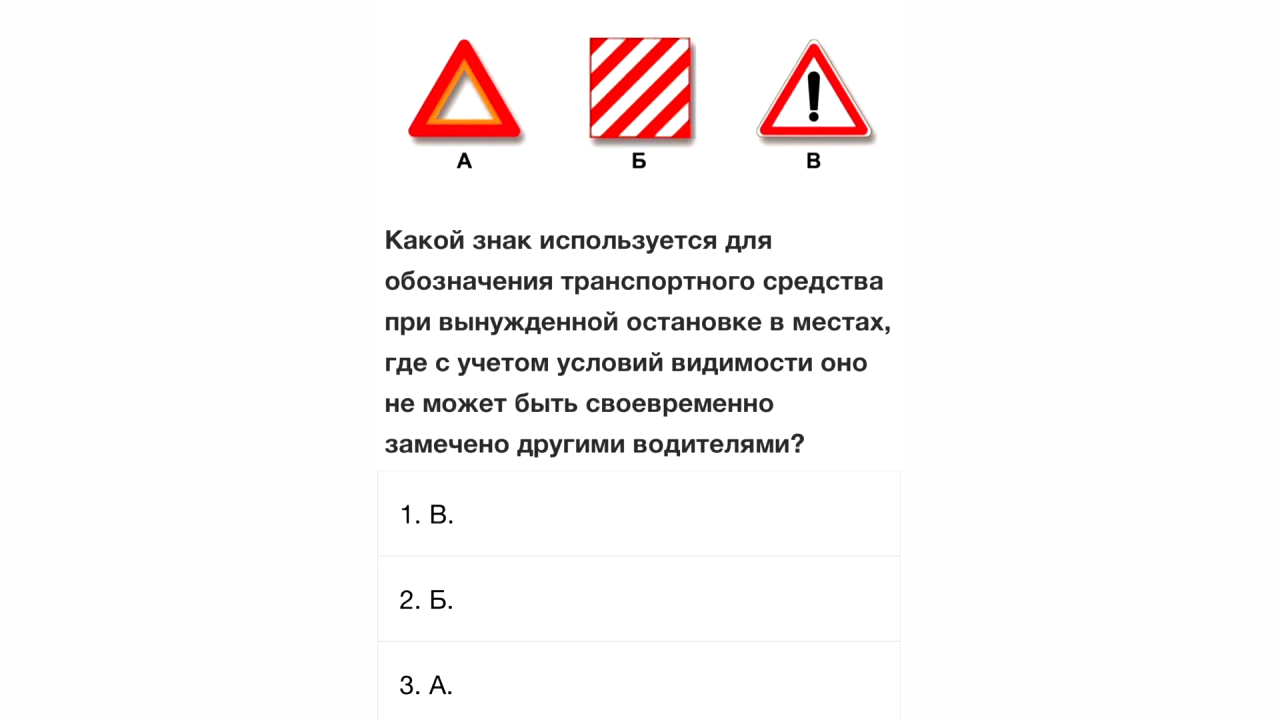 А Б В
Какой знак используется для
обозначения транспортного средства
при вынужденной остановке в местах,
где с учетом условий видимости оно
не может быть своевременно
замечено другими водителями?
1. В.
2. Б.
3. А.